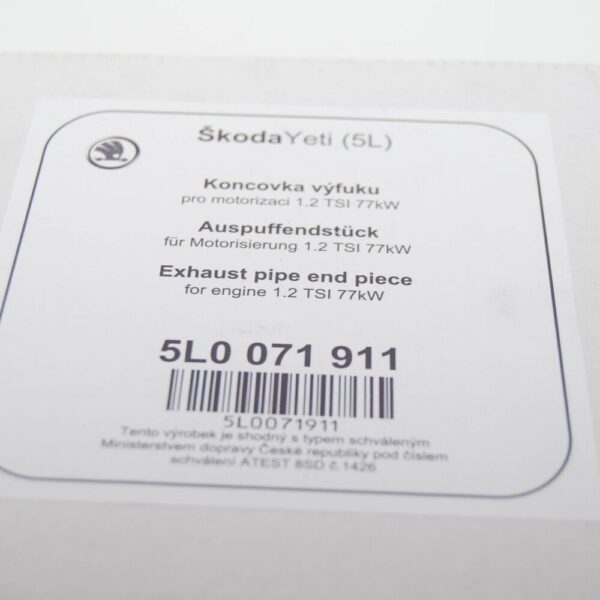 ŠkodaYeti (5L)
Koncovka výfuku
pro motorizaci 1.2 TSI 77kW
Auspuffendstück
für Motorisierung 1.2 TSI 77kW
Exhaust pipe end piece
for engine 1.2 TSI 77kW
5L0 071 911
5L0071911
Tento výrobek je shodný s typem schváleným
Ministerstvem dopravy České republiky pod číslem
schválení ATEST 8SD č.1426